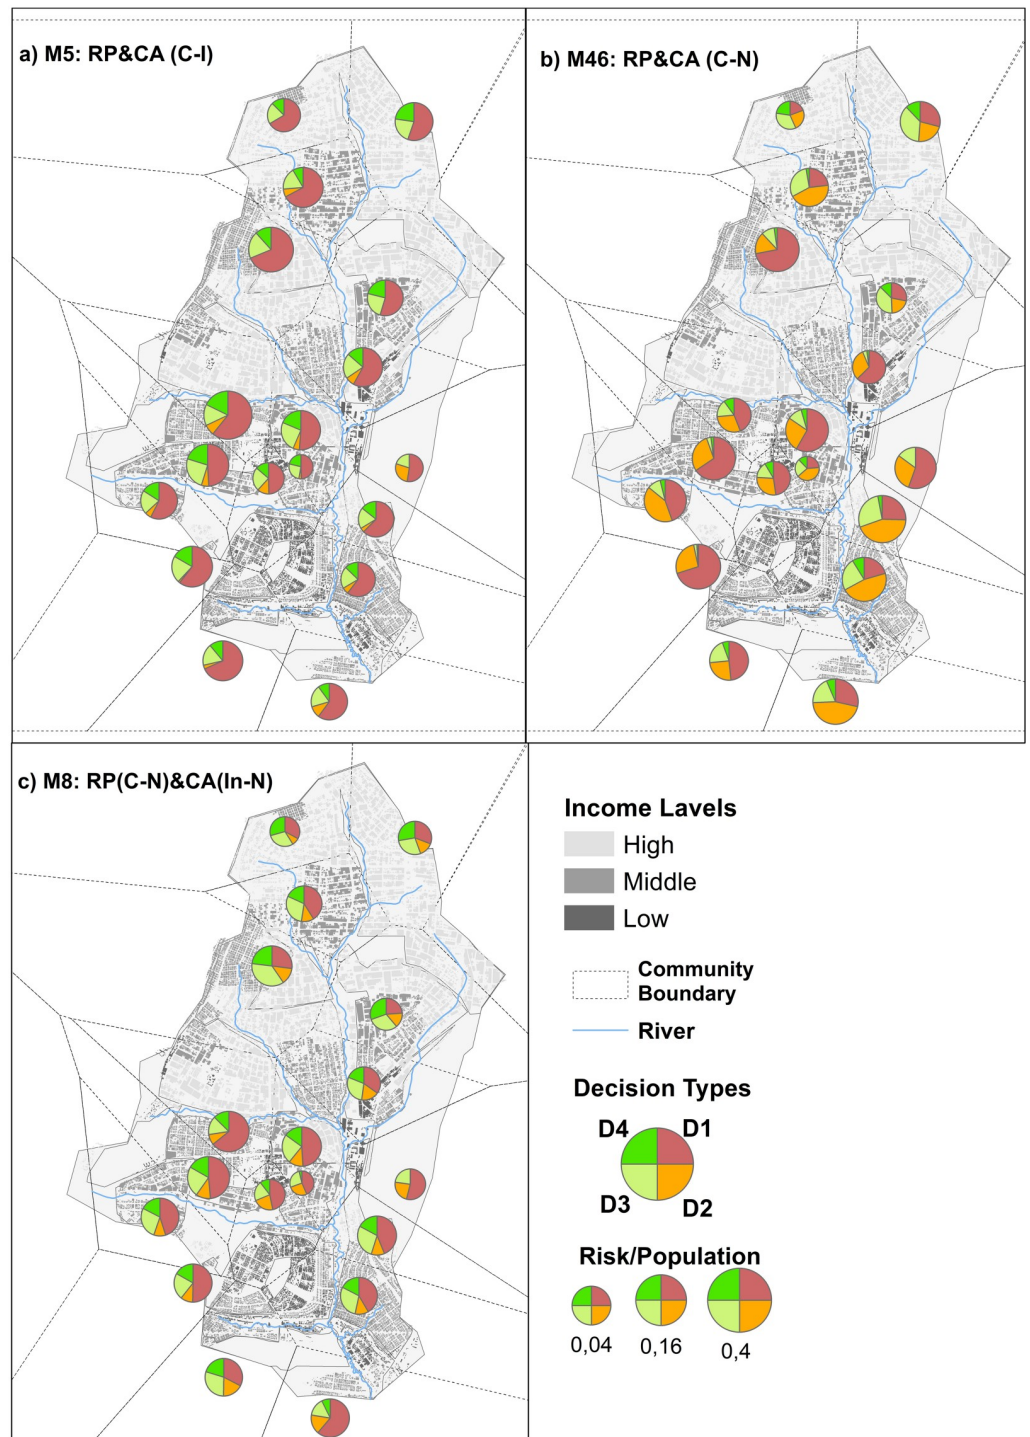 a) M5: RP&CA (C-I)
b) M46: RP&CA (C-N)
c) M8: RP(C-N)&CA(In-N)
Income Lavels
High
Middle
Low
Community
Boundary
River
Decision Types
D4 D1
D3 D2
Risk/Population
0,04 0,16 0,4